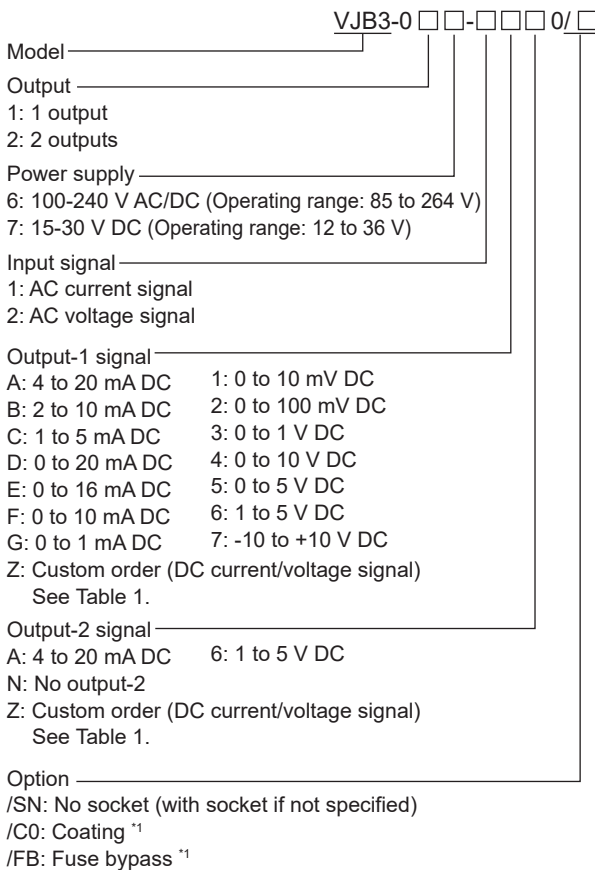 VJB3-0□□-□□□0/□
Model
Output
1: 1 output
2: 2 outputs
Power supply
6: 100-240 V AC/DC (Operating range: 85 to 264 V)
7: 15-30 V DC (Operating range: 12 to 36 V)
Input signal
1: AC current signal
2: AC voltage signal
Output-1 signal
A: 4 to 20 mA DC 1: 0 to 10 mV DC
B: 2 to 10 mA DC 2: 0 to 100 mV DC
C: 1 to 5 mA DC 3: 0 to 1 V DC
D: 0 to 20 mA DC 4: 0 to 10 V DC
E: 0 to 16 mA DC 5: 0 to 5 V DC
F: 0 to 10 mA DC 6: 1 to 5 V DC
G: 0 to 1 mA DC 7: -10 to +10 V DC
Z: Custom order (DC current/voltage signal)
See Table 1.
Output-2 signal
A: 4 to 20 mA DC 6: 1 to 5 V DC
N: No output-2
Z: Custom order (DC current/voltage signal)
See Table 1.
Option
/SN: No socket (with socket if not specified)
/C0: Coating *1
/FB: Fuse bypass *1